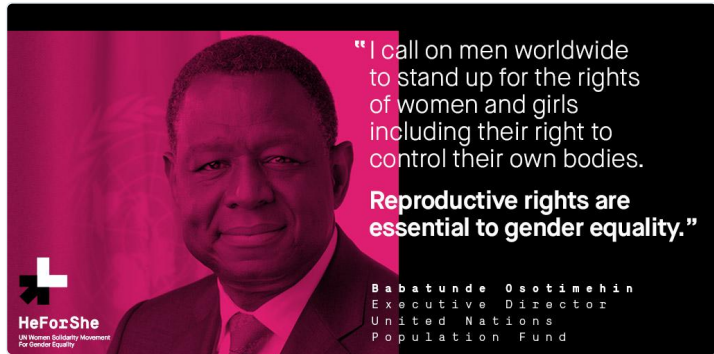 “I call on men worldwide
to stand up for the rights
of women and girls
including their right to
control their own bodies.
Reproductive rights are
essential to gender equality.”
Babatunde Osotimehin
Executive Director
United Nations
Population Fund
HeForShe
UN Women Solidarity Movement
For Gender Equality